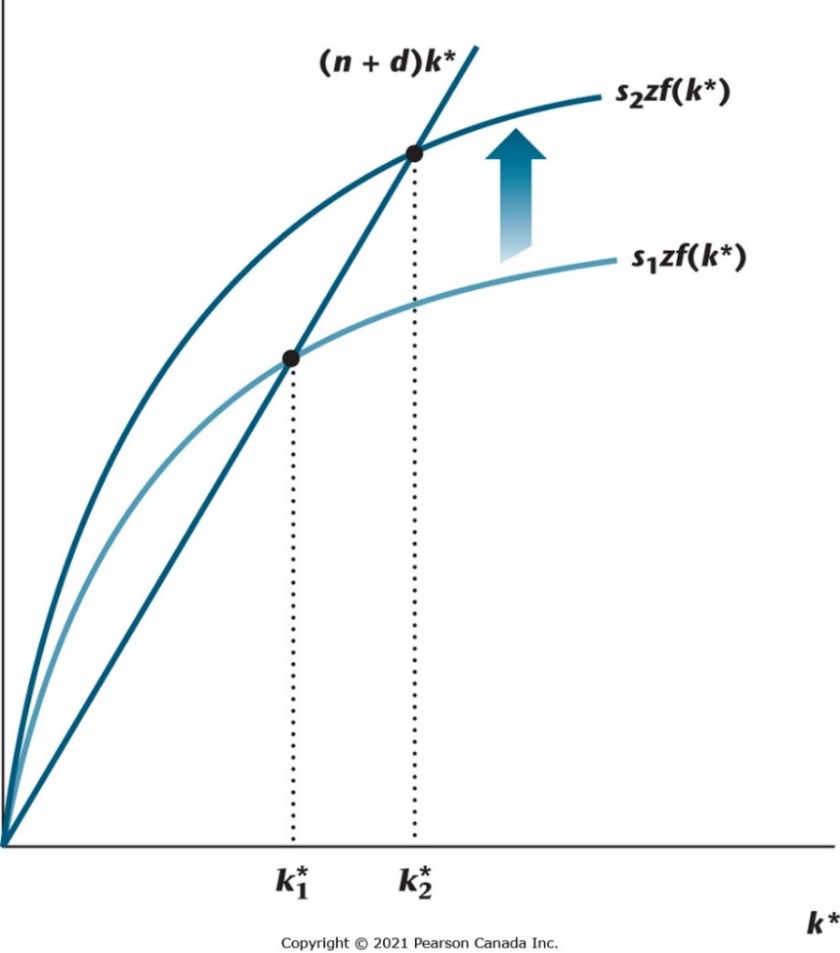 (n + d)k*
s₂zf(k*)
s₁zf(k*)
k₁* k₂*
k*
Copyright © 2021 Pearson Canada Inc.